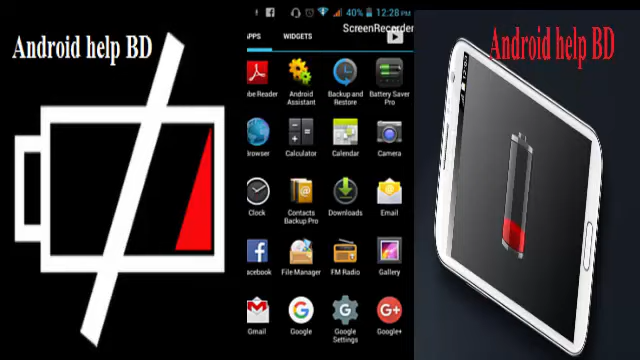 Android help BD
40% 12:28 PM
APPS WIDGETS
ScreenRecorder
be Reader Android Assistant Backup and Restore Battery Saver Pro
rowser Calculator Calendar Camera
Clock Contacts Backup Pro Downloads Email
acebook File Manager FM Radio Gallery
Gmail Google Google Settings Google+
Android help BD